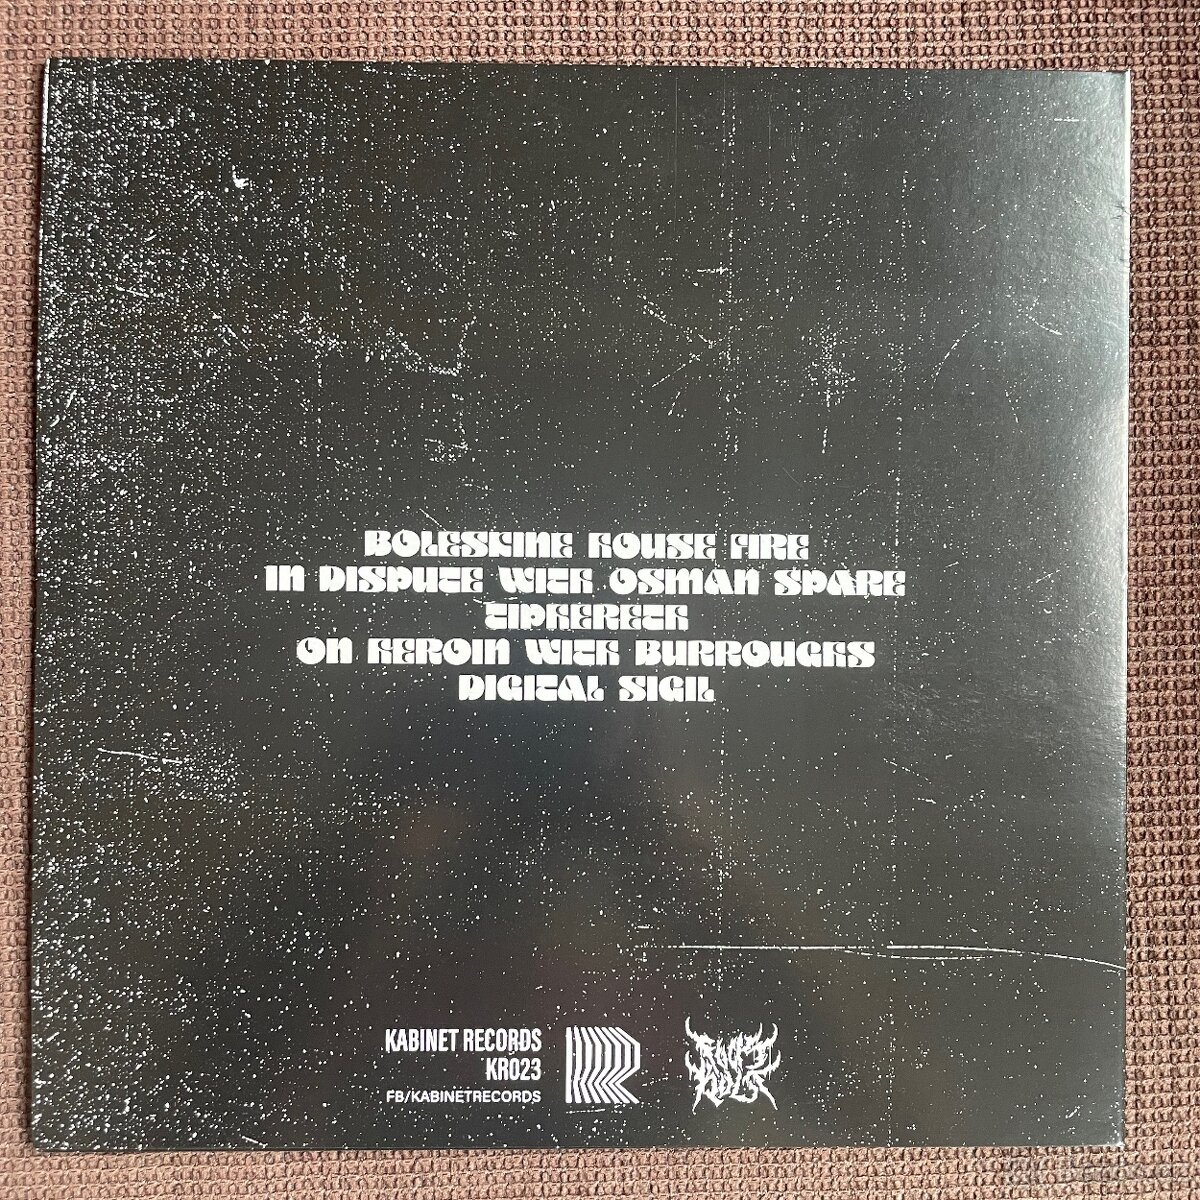 BOLESKINE HOUSE FIRE
IN DISPUTE WITH OSMAN SPARE
TIPHERETH
ON HEROIN WITH BURROUGHS
DIGITAL SIGIL
KABINET RECORDS
KR023
FB/KABINETRECORDS